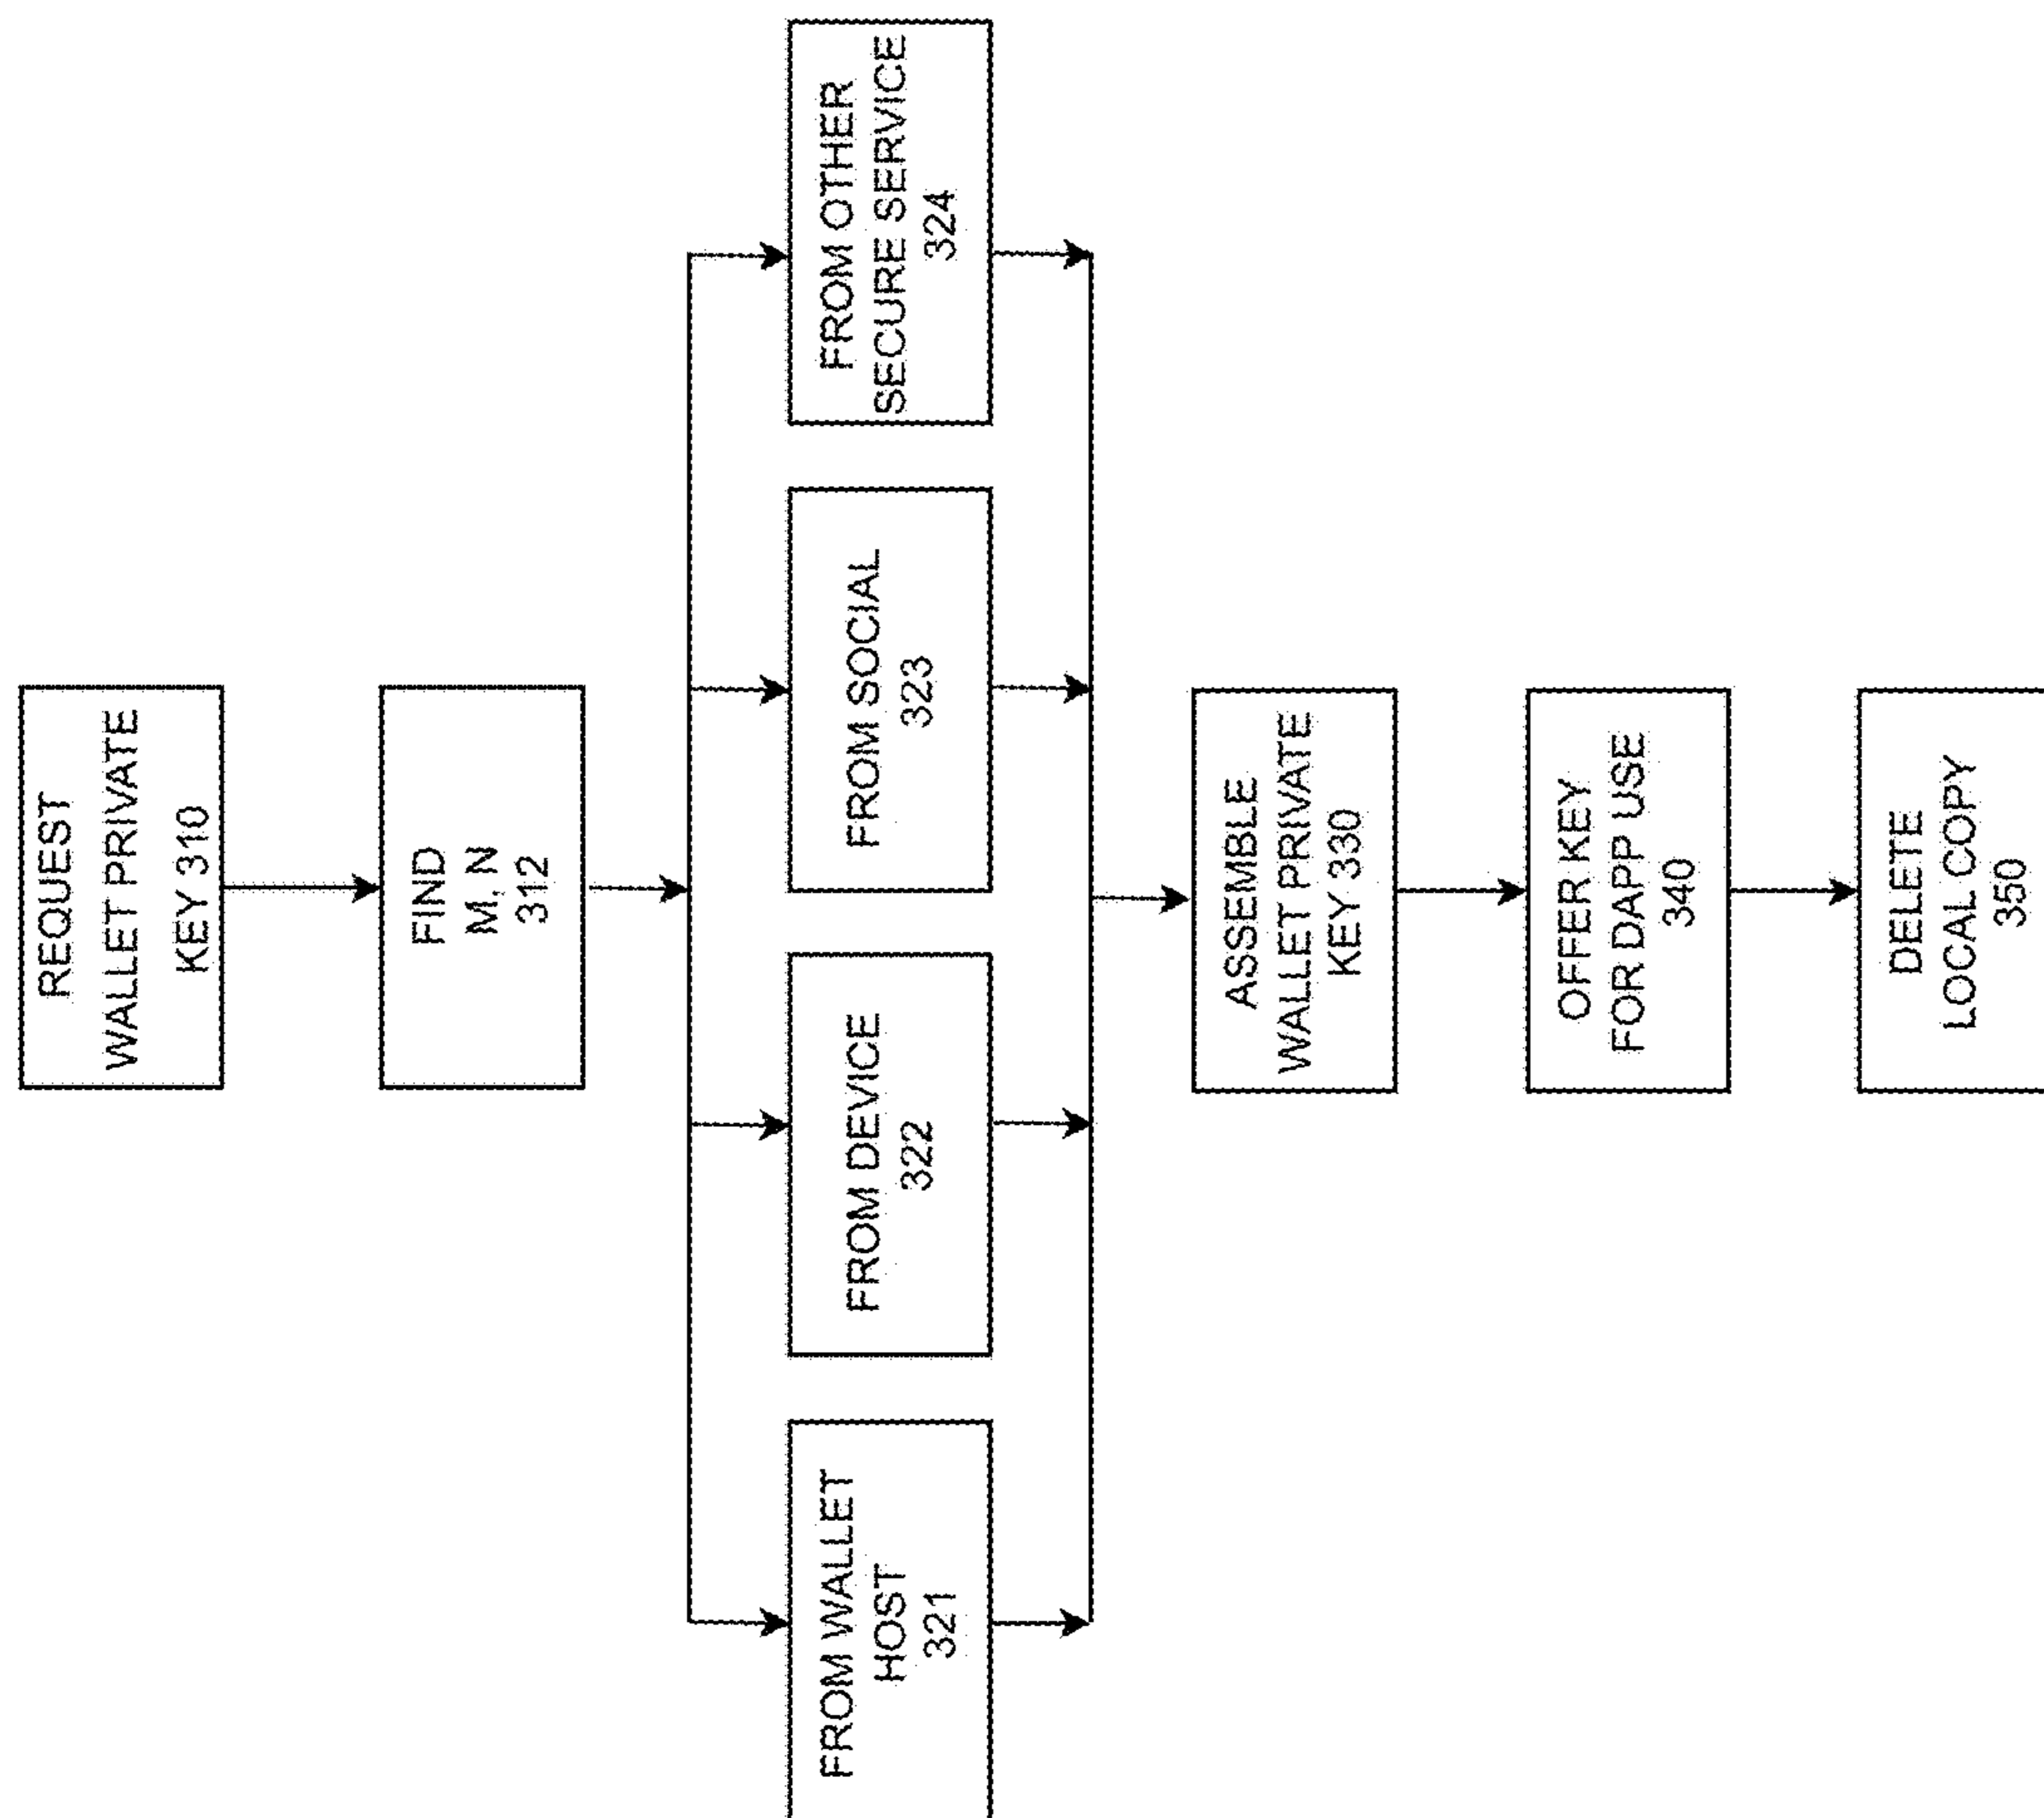 REQUEST
WALLET PRIVATE
KEY 310
FIND
M, N
312
FROM WALLET
HOST
321
FROM DEVICE
322
FROM SOCIAL
323
FROM OTHER
SECURE SERVICE
324
ASSEMBLE
WALLET PRIVATE
KEY 330
OFFER KEY
FOR DAPP USE
340
DELETE
LOCAL COPY
350